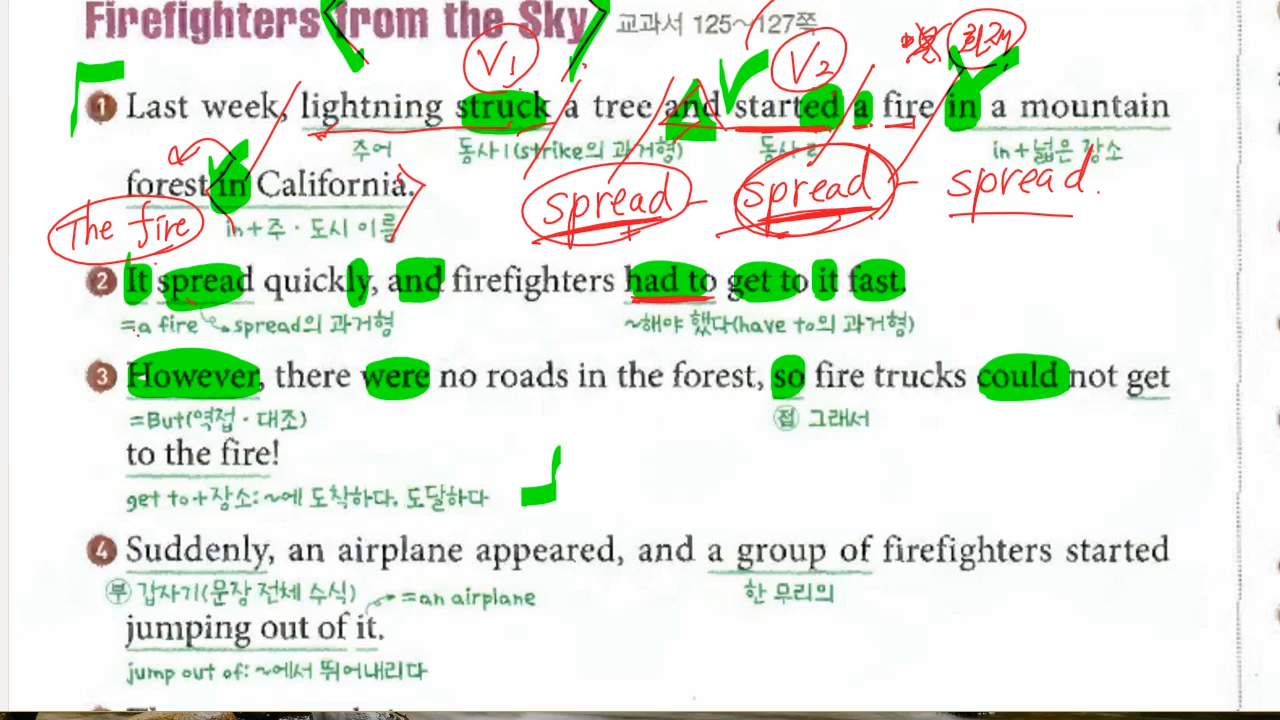 Firefighters from the Sky 교과서 125~127쪽
V1 V2 화재
1 Last week, lightning struck a tree and started a fire in a mountain
주어 동사1(strike의 과거형) 동사2 in+넓은 장소
forest in California. spread - spread - spread.
The fire in+주·도시 이름
2 It spread quickly, and firefighters had to get to it fast.
=a fire spread의 과거형 ~해야 했다(have to의 과거형)
3 However, there were no roads in the forest, so fire trucks could not get
=But(역접·대조) 접 그래서
to the fire!
get to+장소: ~에 도착하다, 도달하다
4 Suddenly, an airplane appeared, and a group of firefighters started
부 갑자기(문장 전체 수식) =an airplane 한 무리의
jumping out of it.
jump out of: ~에서 뛰어내리다